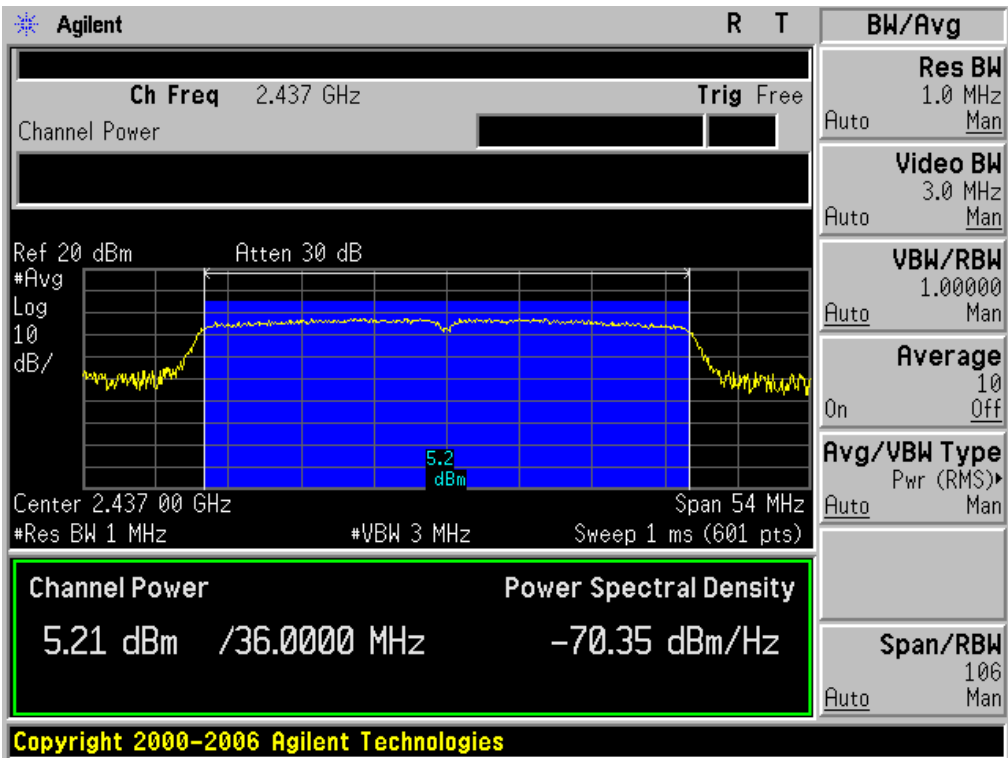 Agilent R T
Ch Freq 2.437 GHz Trig Free
Channel Power
Ref 20 dBm Atten 30 dB
#Avg
Log
10
dB/
5.2
dBm
Center 2.437 00 GHz Span 54 MHz
#Res BW 1 MHz #VBW 3 MHz Sweep 1 ms (601 pts)
Channel Power Power Spectral Density
5.21 dBm /36.0000 MHz -70.35 dBm/Hz
Copyright 2000-2006 Agilent Technologies
BW/Avg
Res BW
1.0 MHz
Auto Man
Video BW
3.0 MHz
Auto Man
VBW/RBW
1.00000
Auto Man
Average
10
On Off
Avg/VBW Type
Pwr (RMS)▸
Auto Man
Span/RBW
106
Auto Man